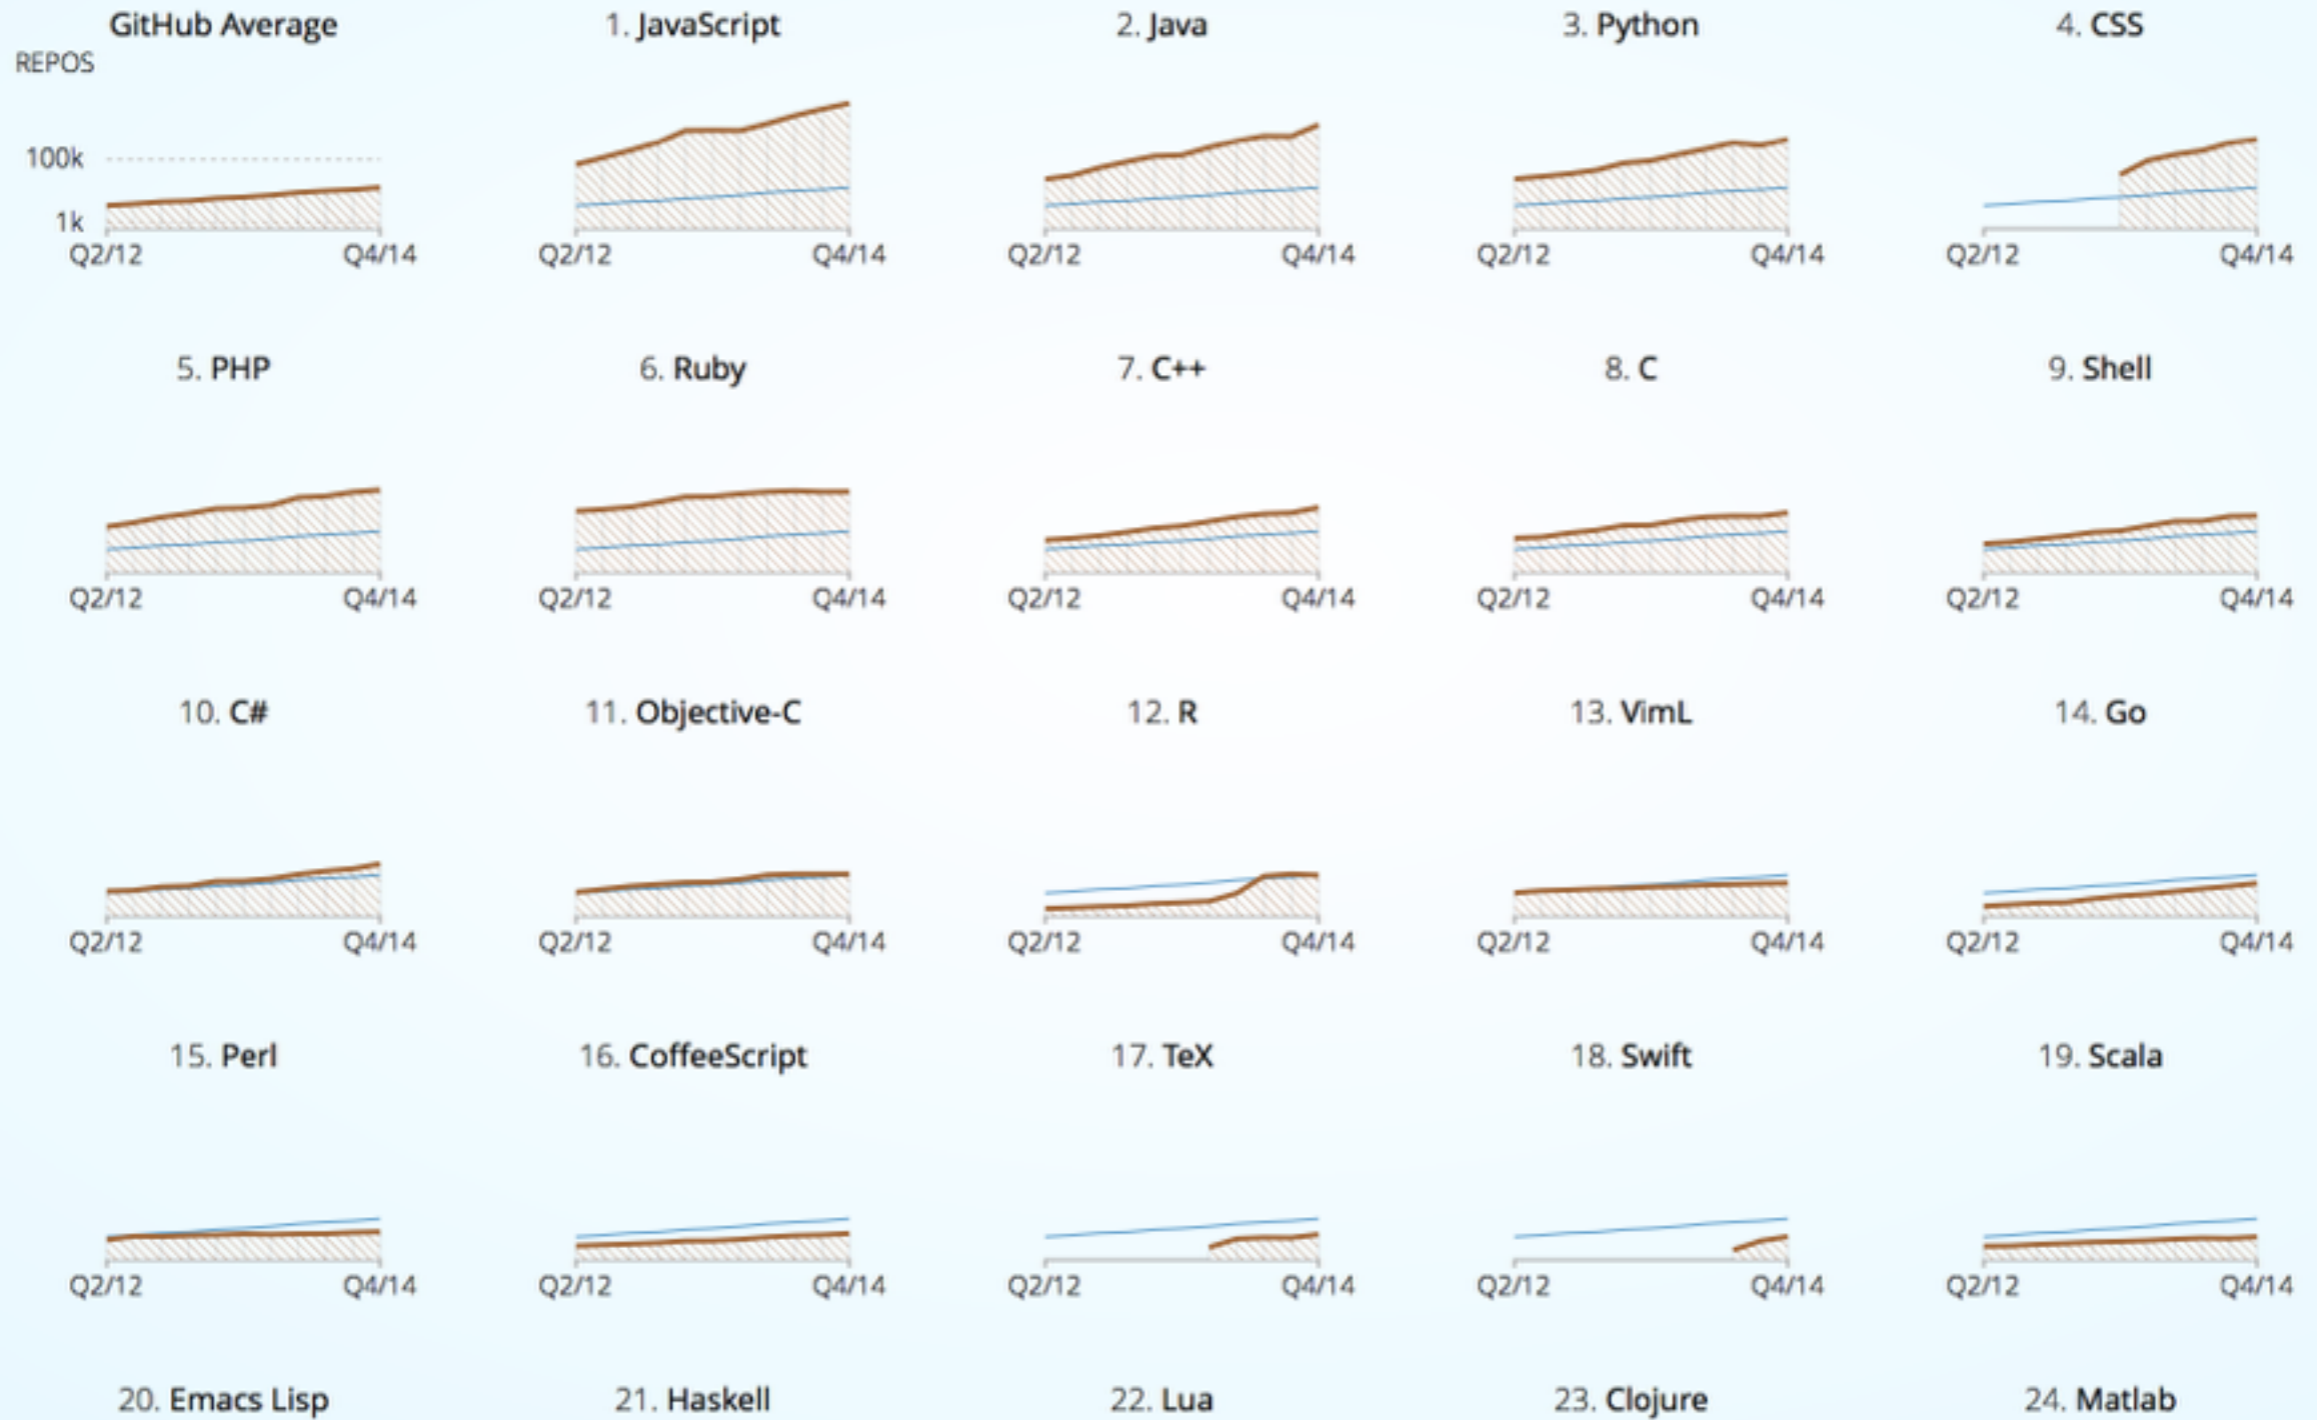 GitHub Average
1. JavaScript
2. Java
3. Python
4. CSS
REPOS
100k
1k
Q2/12 Q4/14
Q2/12 Q4/14
Q2/12 Q4/14
Q2/12 Q4/14
Q2/12 Q4/14
5. PHP
6. Ruby
7. C++
8. C
9. Shell
Q2/12 Q4/14
Q2/12 Q4/14
Q2/12 Q4/14
Q2/12 Q4/14
Q2/12 Q4/14
10. C#
11. Objective-C
12. R
13. VimL
14. Go
Q2/12 Q4/14
Q2/12 Q4/14
Q2/12 Q4/14
Q2/12 Q4/14
Q2/12 Q4/14
15. Perl
16. CoffeeScript
17. TeX
18. Swift
19. Scala
Q2/12 Q4/14
Q2/12 Q4/14
Q2/12 Q4/14
Q2/12 Q4/14
Q2/12 Q4/14
20. Emacs Lisp
21. Haskell
22. Lua
23. Clojure
24. Matlab